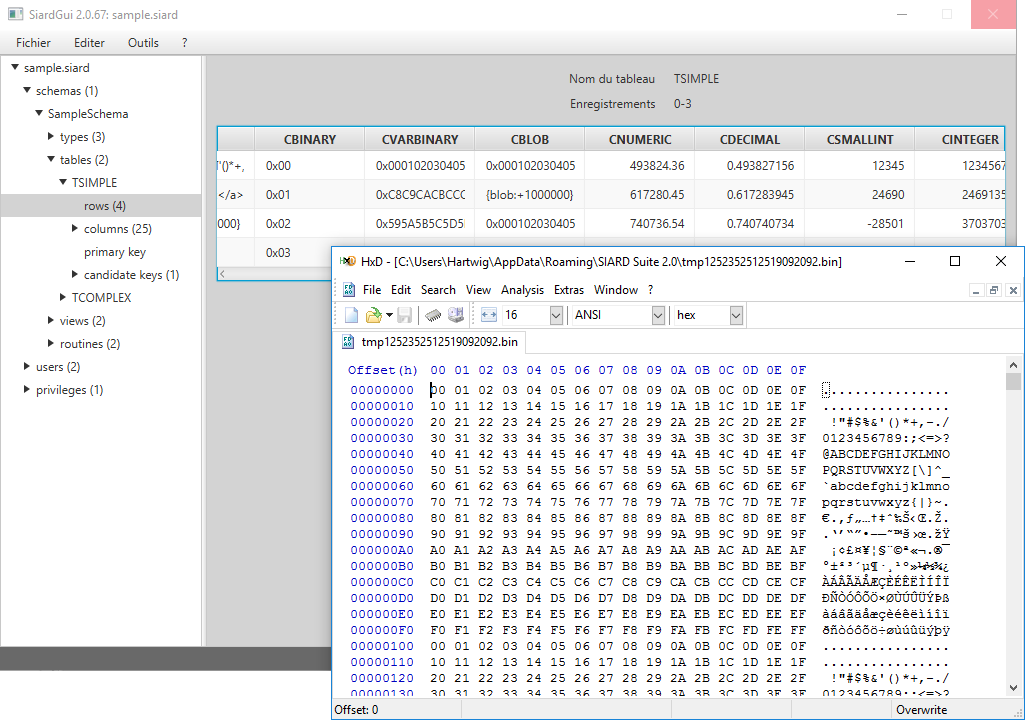 SiardGui 2.0.67: sample.siard
Fichier Editer Outils ?
sample.siard
schemas (1)
SampleSchema
types (3)
tables (2)
TSIMPLE
rows (4)
columns (25)
primary key
candidate keys (1)
TCOMPLEX
views (2)
routines (2)
users (2)
privileges (1)
Nom du tableau TSIMPLE
Enregistrements 0-3
CBINARY CVARBINARY CBLOB CNUMERIC CDECIMAL CSMALLINT CINTEGER
'()*+, 0x00 0x000102030405 0x000102030405 493824.36 0.493827156 12345 1234567
</a> 0x01 0xC8C9CACBCCC {blob:+1000000} 617280.45 0.617283945 24690 2469135
000} 0x02 0x595A5B5C5D5 0x000102030405 740736.54 0.740740734 -28501 3703703
0x03
HxD - [C:\Users\Hartwig\AppData\Roaming\SIARD Suite 2.0\tmp1252352512519092092.bin]
File Edit Search View Analysis Extras Window ?
16 ANSI hex
tmp1252352512519092092.bin
Offset(h) 00 01 02 03 04 05 06 07 08 09 0A 0B 0C 0D 0E 0F
00000000 00 01 02 03 04 05 06 07 08 09 0A 0B 0C 0D 0E 0F ................
00000010 10 11 12 13 14 15 16 17 18 19 1A 1B 1C 1D 1E 1F ................
00000020 20 21 22 23 24 25 26 27 28 29 2A 2B 2C 2D 2E 2F !"#$%&'()*+,-./
00000030 30 31 32 33 34 35 36 37 38 39 3A 3B 3C 3D 3E 3F 0123456789:;<=>?
00000040 40 41 42 43 44 45 46 47 48 49 4A 4B 4C 4D 4E 4F @ABCDEFGHIJKLMNO
00000050 50 51 52 53 54 55 56 57 58 59 5A 5B 5C 5D 5E 5F PQRSTUVWXYZ[\]^_
00000060 60 61 62 63 64 65 66 67 68 69 6A 6B 6C 6D 6E 6F `abcdefghijklmno
00000070 70 71 72 73 74 75 76 77 78 79 7A 7B 7C 7D 7E 7F pqrstuvwxyz{|}~.
00000080 80 81 82 83 84 85 86 87 88 89 8A 8B 8C 8D 8E 8F €.‚ƒ„…†‡ˆ‰Š‹Œ.Ž.
00000090 90 91 92 93 94 95 96 97 98 99 9A 9B 9C 9D 9E 9F .‘’“”•–—˜™š›œ.žŸ
000000A0 A0 A1 A2 A3 A4 A5 A6 A7 A8 A9 AA AB AC AD AE AF ¡¢£¤¥¦§¨©ª«¬.®¯
000000B0 B0 B1 B2 B3 B4 B5 B6 B7 B8 B9 BA BB BC BD BE BF °±²³´µ¶·¸¹º»¼½¾¿
000000C0 C0 C1 C2 C3 C4 C5 C6 C7 C8 C9 CA CB CC CD CE CF ÀÁÂÃÄÅÆÇÈÉÊËÌÍÎÏ
000000D0 D0 D1 D2 D3 D4 D5 D6 D7 D8 D9 DA DB DC DD DE DF ÐÑÒÓÔÕÖ×ØÙÚÛÜÝÞß
000000E0 E0 E1 E2 E3 E4 E5 E6 E7 E8 E9 EA EB EC ED EE EF àáâãäåæçèéêëìíîï
000000F0 F0 F1 F2 F3 F4 F5 F6 F7 F8 F9 FA FB FC FD FE FF ðñòóôõö÷øùúûüýþÿ
00000100 00 01 02 03 04 05 06 07 08 09 0A 0B 0C 0D 0E 0F ................
00000110 10 11 12 13 14 15 16 17 18 19 1A 1B 1C 1D 1E 1F ................
00000120 20 21 22 23 24 25 26 27 28 29 2A 2B 2C 2D 2E 2F !"#$%&'()*+,-./
00000130 30 31 32 33 34 35 36 37 38 39 3A 3B 3C 3D 3E 3F 0123456789:;<=>?
Offset: 0 Overwrite